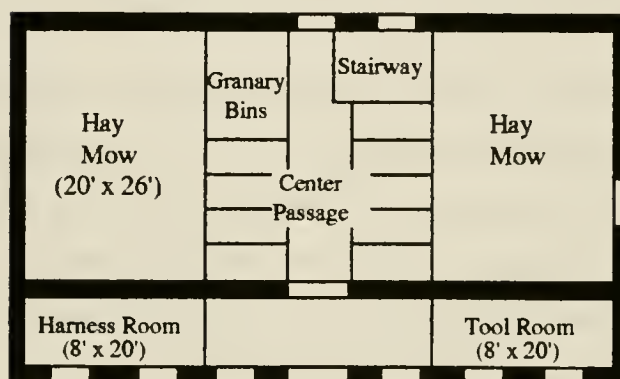 Granary
Bins
Stairway
Hay
Mow
(20' x 26')
Hay
Mow
Center
Passage
Harness Room
(8' x 20')
Tool Room
(8' x 20')